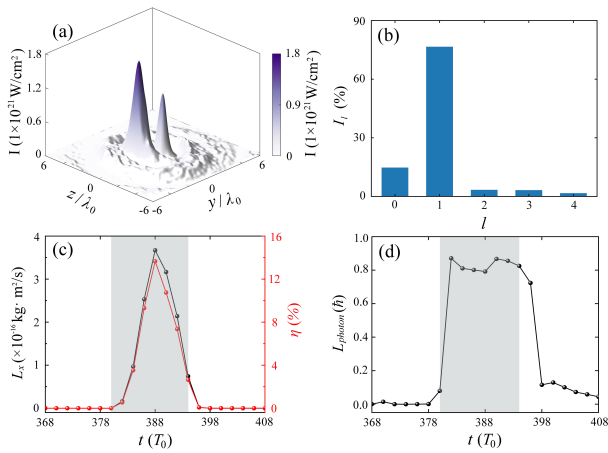 (a)
1.8
1.2
0.6
0
I (1×10²¹ W/cm²)
6
0
-6
z / λ₀
-6
0
6
y / λ₀
1.8
0.9
0
I (1×10²¹ W/cm²)
(b)
90
60
30
0
I_l (%)
0 1 2 3 4
l
(c)
4
3
2
1
0
L_x (×10⁻¹⁶ kg· m²/s)
16
12
8
4
0
η (%)
368 378 388 398 408
t (T₀)
(d)
1.0
0.8
0.6
0.4
0.2
0.0
L_photon(ħ)
368 378 388 398 408
t (T₀)